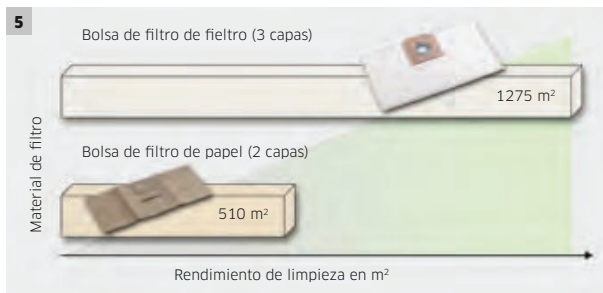 5
Bolsa de filtro de fieltro (3 capas)
1275 m²
Bolsa de filtro de papel (2 capas)
510 m²
Material de filtro
Rendimiento de limpieza en m²